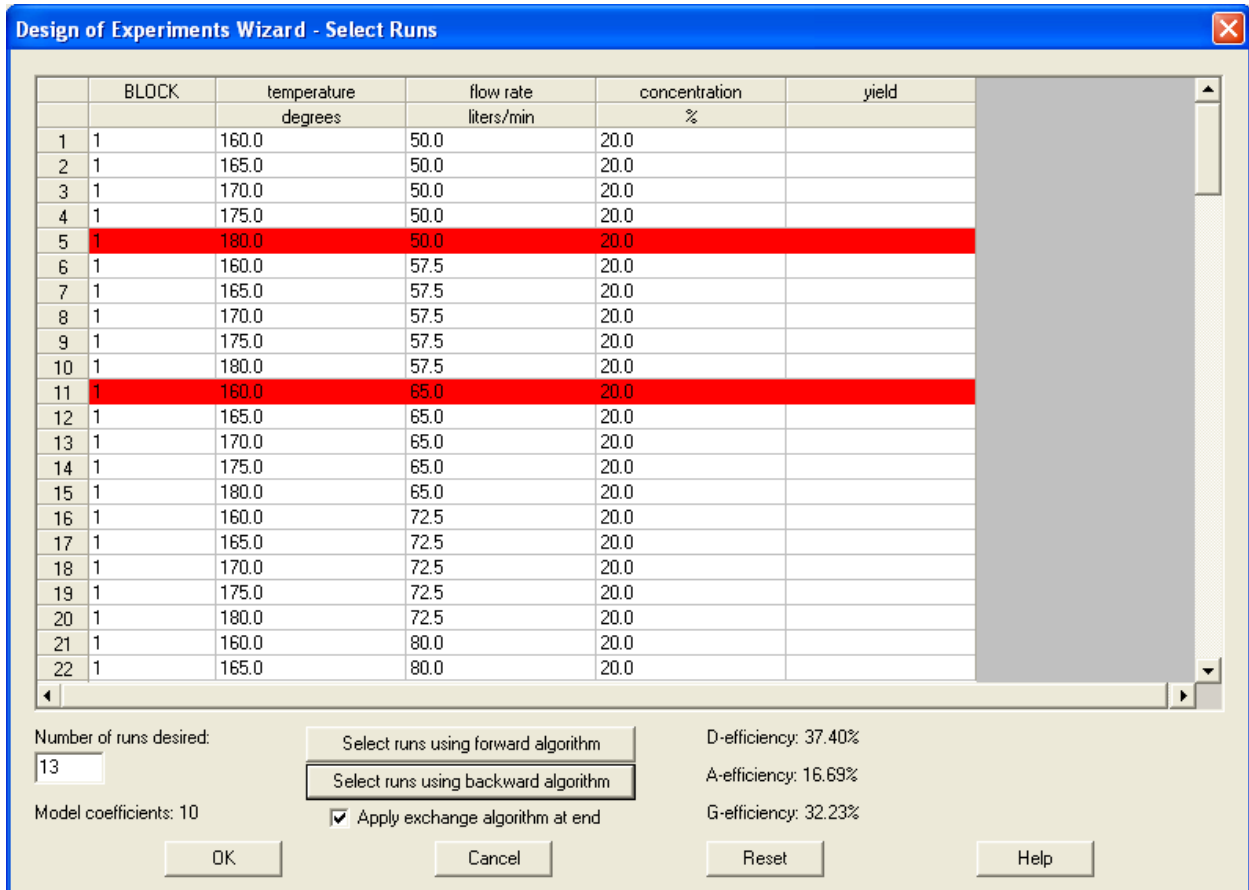 Design of Experiments Wizard - Select Runs
BLOCK temperature flow rate concentration yield
degrees liters/min %
1 1 160.0 50.0 20.0
2 1 165.0 50.0 20.0
3 1 170.0 50.0 20.0
4 1 175.0 50.0 20.0
5 1 180.0 50.0 20.0
6 1 160.0 57.5 20.0
7 1 165.0 57.5 20.0
8 1 170.0 57.5 20.0
9 1 175.0 57.5 20.0
10 1 180.0 57.5 20.0
11 1 160.0 65.0 20.0
12 1 165.0 65.0 20.0
13 1 170.0 65.0 20.0
14 1 175.0 65.0 20.0
15 1 180.0 65.0 20.0
16 1 160.0 72.5 20.0
17 1 165.0 72.5 20.0
18 1 170.0 72.5 20.0
19 1 175.0 72.5 20.0
20 1 180.0 72.5 20.0
21 1 160.0 80.0 20.0
22 1 165.0 80.0 20.0
Number of runs desired: Select runs using forward algorithm D-efficiency: 37.40%
13 Select runs using backward algorithm A-efficiency: 16.69%
Model coefficients: 10 Apply exchange algorithm at end G-efficiency: 32.23%
OK Cancel Reset Help